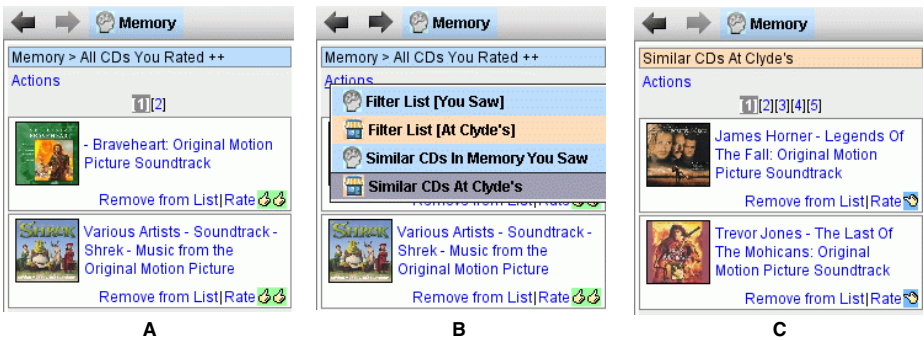 Memory
Memory > All CDs You Rated ++
Actions
1[2]
- Braveheart: Original Motion
Picture Soundtrack
Remove from List|Rate
SHREK
Various Artists - Soundtrack -
Shrek - Music from the
Original Motion Picture
Remove from List|Rate
A
Memory
Memory > All CDs You Rated ++
Actions
Filter List [You Saw]
Filter List [At Clyde's]
Similar CDs In Memory You Saw
Similar CDs At Clyde's
Remove from List|Rate
SHREK
Various Artists - Soundtrack -
Shrek - Music from the
Original Motion Picture
Remove from List|Rate
B
Memory
Similar CDs At Clyde's
Actions
1[2][3][4][5]
James Horner - Legends Of
The Fall: Original Motion
Picture Soundtrack
Remove from List|Rate
Trevor Jones - The Last Of
The Mohicans: Original
Motion Picture Soundtrack
Remove from List|Rate
C